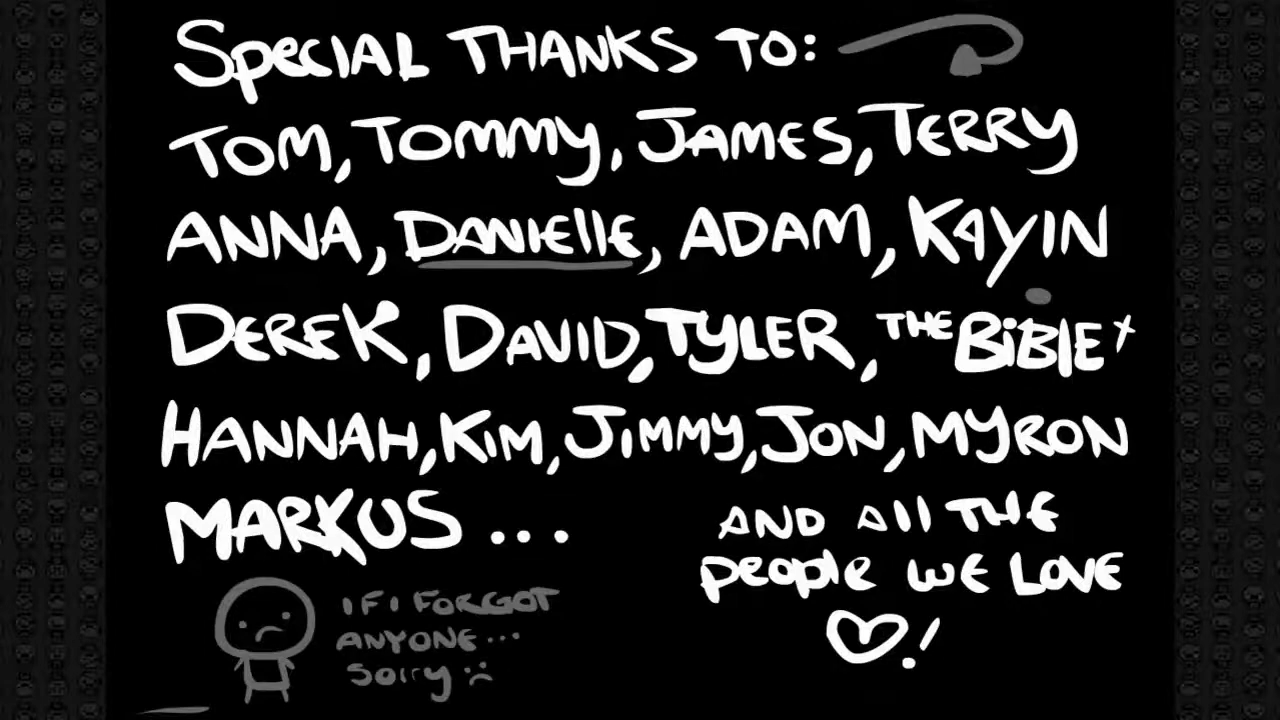 Special THANKS TO:
TOM, TOMMY, JAMES, TERRY
ANNA, DANIElle, ADAM, KAYIN
DEREK, DAVID, TYLER, THE BiBLE
HANNAH, KiM, JiMMY, JON, MYRON
MARKUS...
AND All THE
people WE LOVE
♡!
IF I FORGOT
ANYONE...
Sorry :(